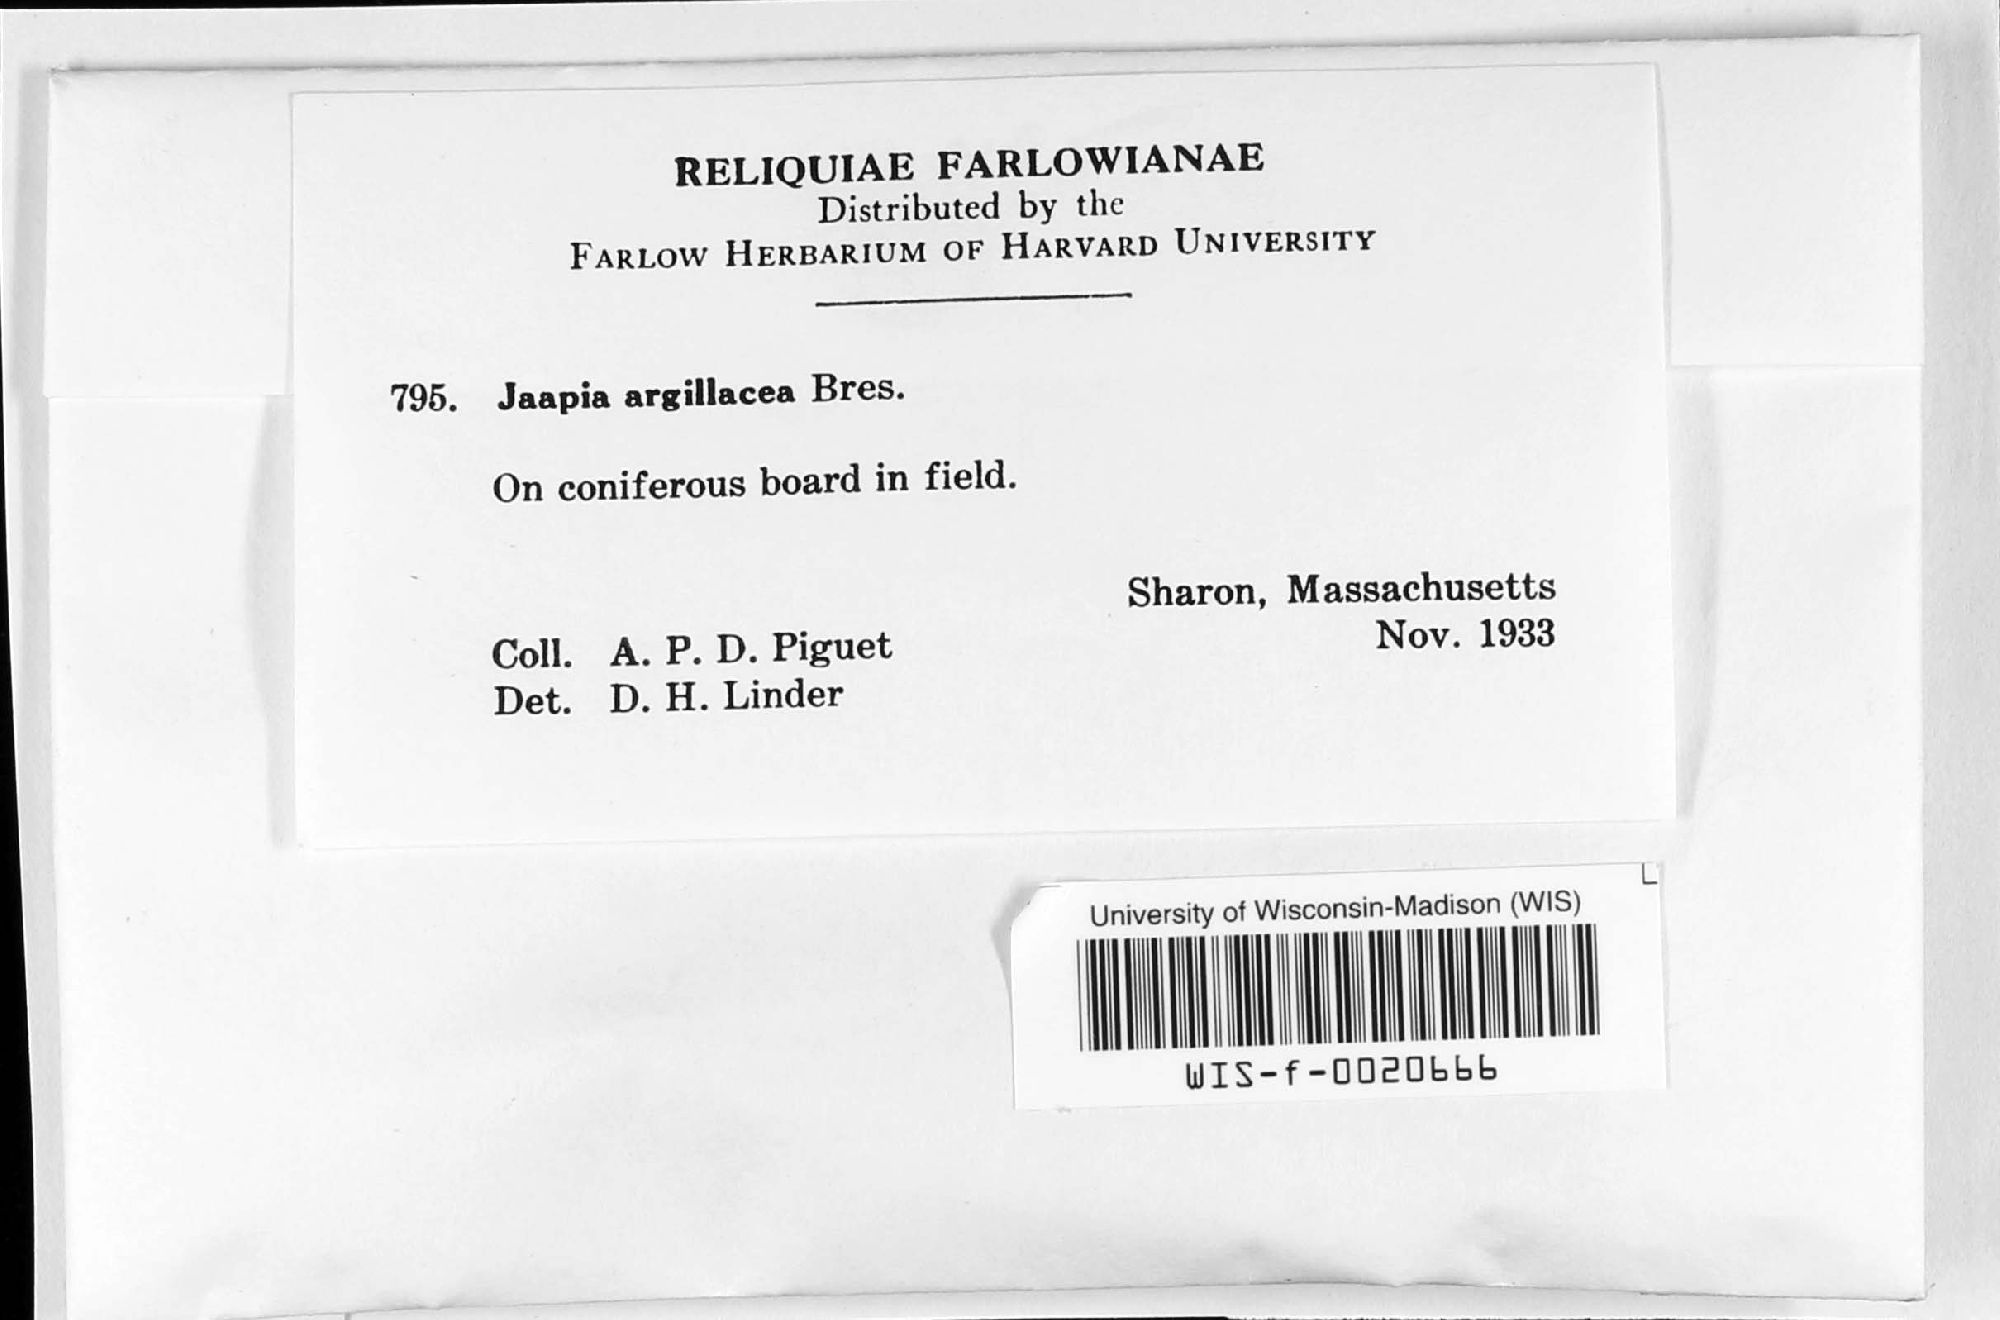 RELIQUIAE FARLOWIANAE
Distributed by the
FARLOW HERBARIUM OF HARVARD UNIVERSITY
795. Jaapia argillacea Bres.
On coniferous board in field.
Sharon, Massachusetts
Nov. 1933
Coll. A. P. D. Piguet
Det. D. H. Linder
University of Wisconsin-Madison (WIS)
WIS-f-0020666